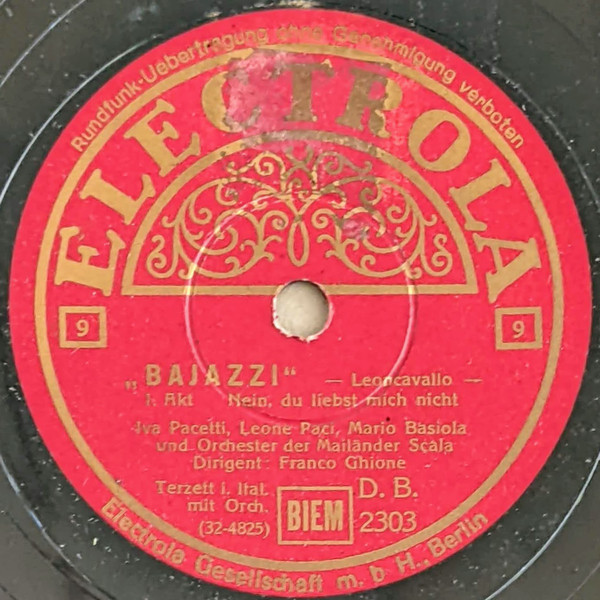 Rundfunk-Uebertragung ohne Genehmigung verboten
ELECTROLA
9
9
„BAJAZZI“ — Leoncavallo —
I. Akt Nein, du liebst mich nicht
Iva Pacetti, Leone Paci, Mario Basiola
und Orchester der Mailänder Scala
Dirigent: Franco Ghione
Terzett i. Ital.
mit Orch.
(32-4825)
BIEM
D. B.
2303
Electrola Gesellschaft m. b H., Berlin